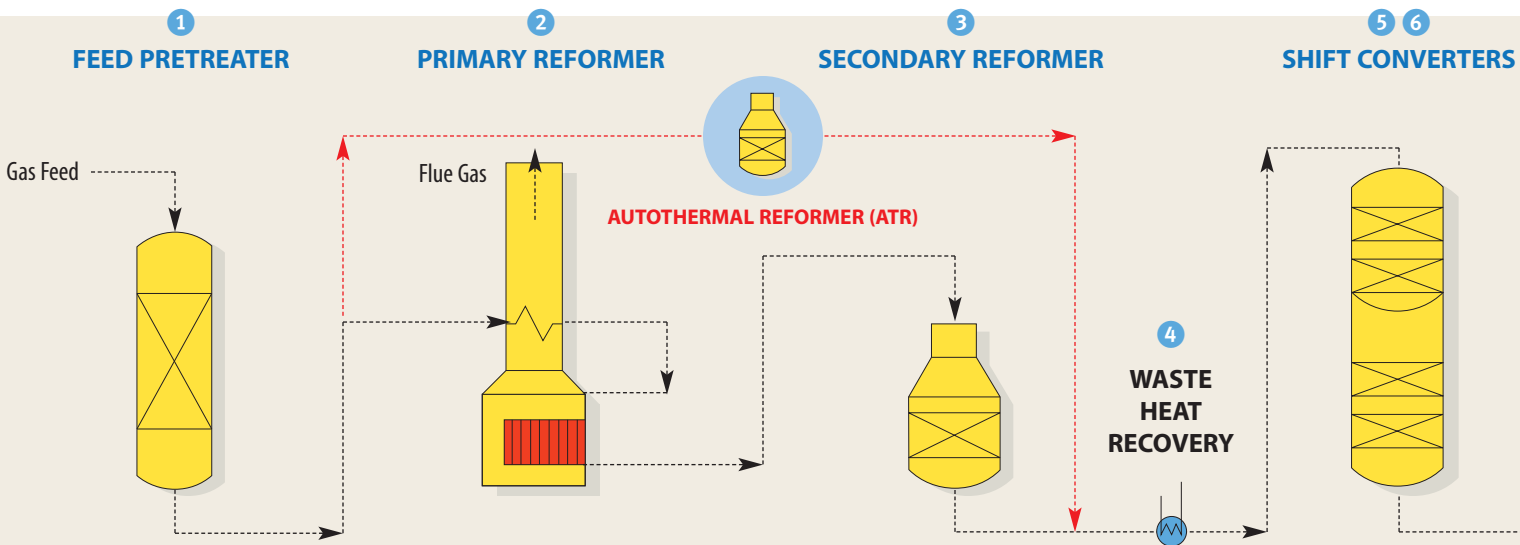 1
FEED PRETREATER
2
PRIMARY REFORMER
3
SECONDARY REFORMER
5 6
SHIFT CONVERTERS
Gas Feed
Flue Gas
AUTOTHERMAL REFORMER (ATR)
4
WASTE
HEAT
RECOVERY